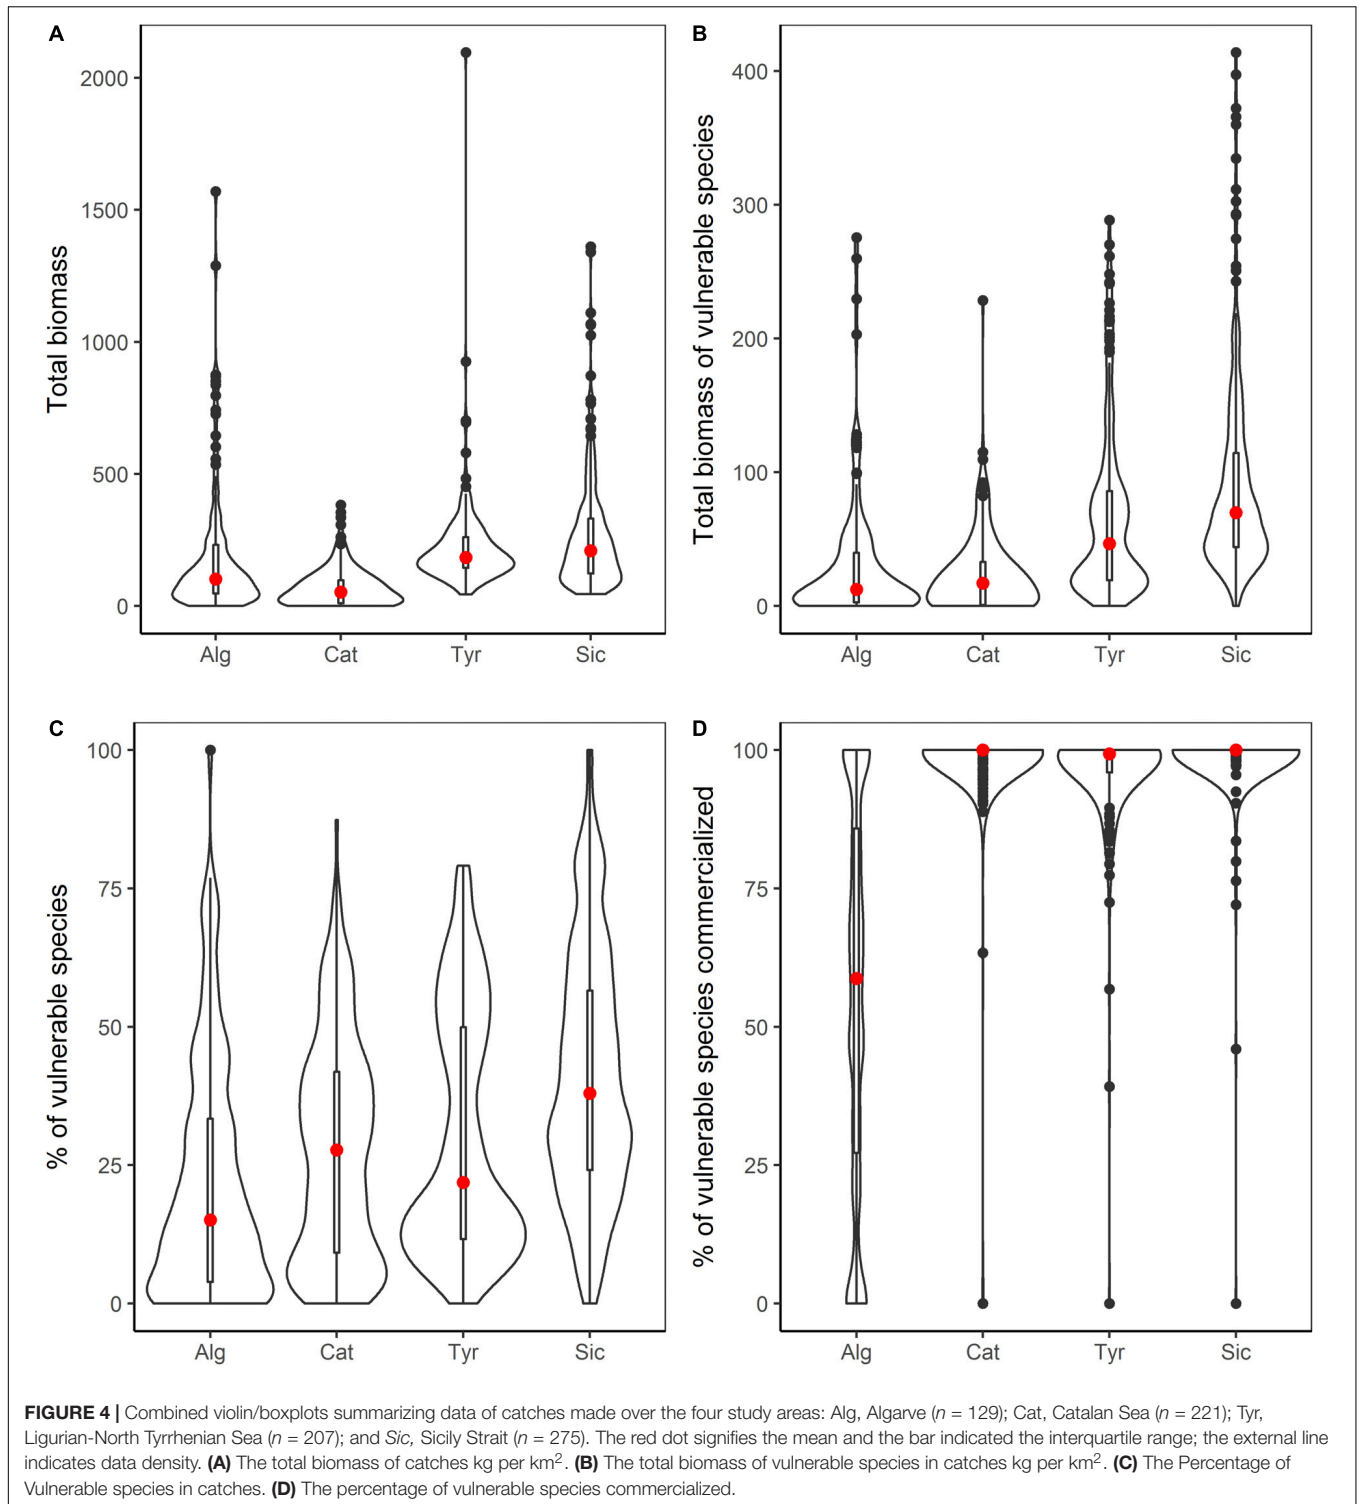 A
Total biomass
2000
1500
1000
500
0
Alg Cat Tyr Sic
B
Total biomass of vulnerable species
400
300
200
100
0
Alg Cat Tyr Sic
C
% of vulnerable species
100
75
50
25
0
Alg Cat Tyr Sic
D
% of vulnerable species commercialized
100
75
50
25
0
Alg Cat Tyr Sic
FIGURE 4 | Combined violin/boxplots summarizing data of catches made over the four study areas: Alg, Algarve (n = 129); Cat, Catalan Sea (n = 221); Tyr,
Ligurian-North Tyrrhenian Sea (n = 207); and Sic, Sicily Strait (n = 275). The red dot signifies the mean and the bar indicated the interquartile range; the external line
indicates data density. (A) The total biomass of catches kg per km². (B) The total biomass of vulnerable species in catches kg per km². (C) The Percentage of
Vulnerable species in catches. (D) The percentage of vulnerable species commercialized.